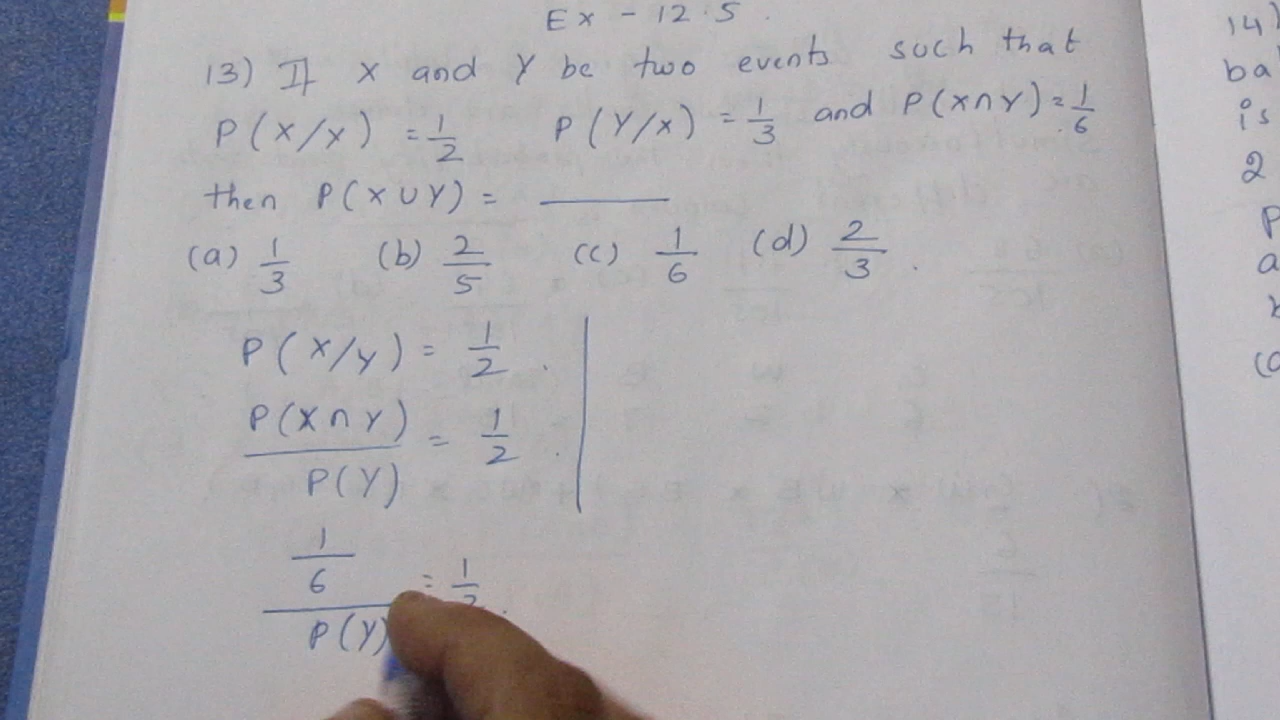 Ex - 12.5
13) If X and Y be two events such that
P(X/X) = 1/2 P(Y/X) = 1/3 and P(X∩Y) = 1/6
then P(X∪Y) = ______
(a) 1/3 (b) 2/5 (c) 1/6 (d) 2/3 .
P(X/Y) = 1/2 .
P(X∩Y)/P(Y) = 1/2 .
1/6/P(Y) = 1/2 .
14)
ba
is
2
P
a